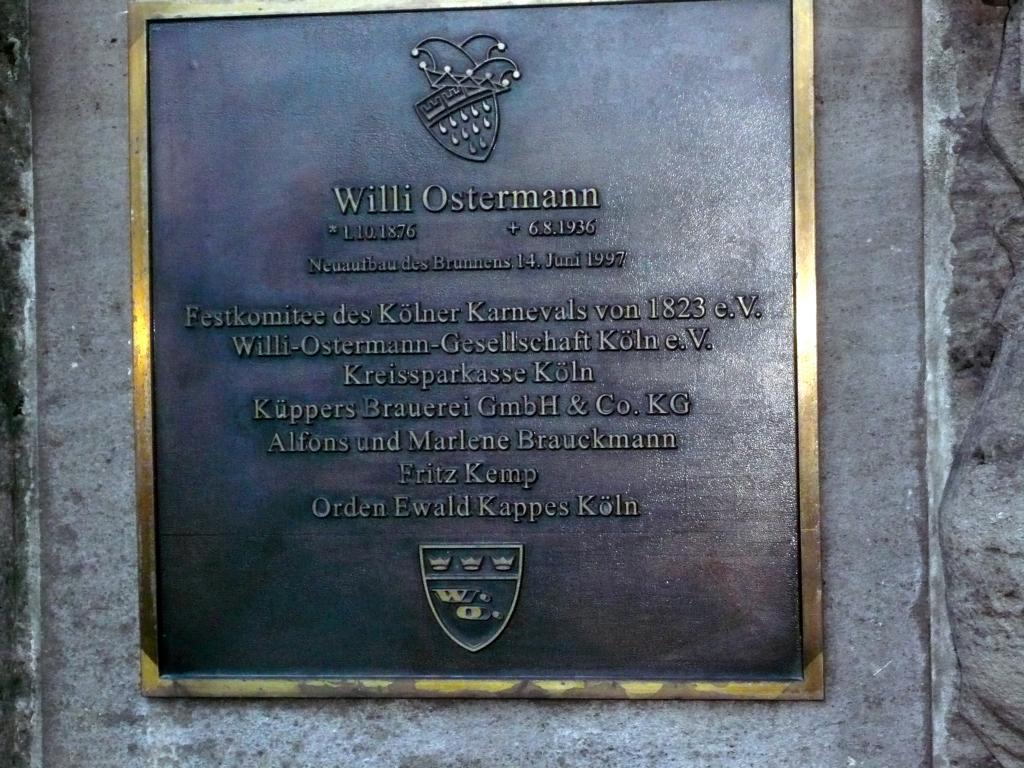 Willi Ostermann
* 1.10.1876 + 6.8.1936
Neuaufbau des Brunnens 14. Juni 1997
Festkomitee des Kölner Karnevals von 1823 e.V.
Willi-Ostermann-Gesellschaft Köln e.V.
Kreissparkasse Köln
Küppers Brauerei GmbH & Co. KG
Alfons und Marlene Brauckmann
Fritz Kemp
Orden Ewald Kappes Köln
W.
O.